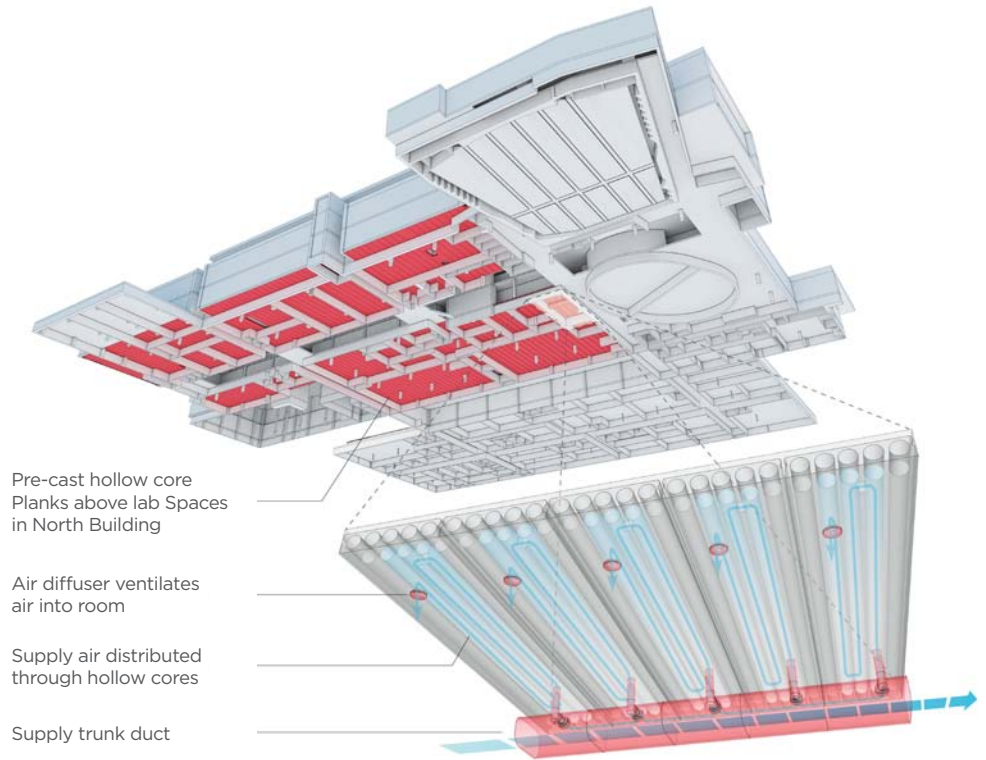 Pre-cast hollow core
Planks above lab Spaces
in North Building
Air diffuser ventilates
air into room
Supply air distributed
through hollow cores
Supply trunk duct